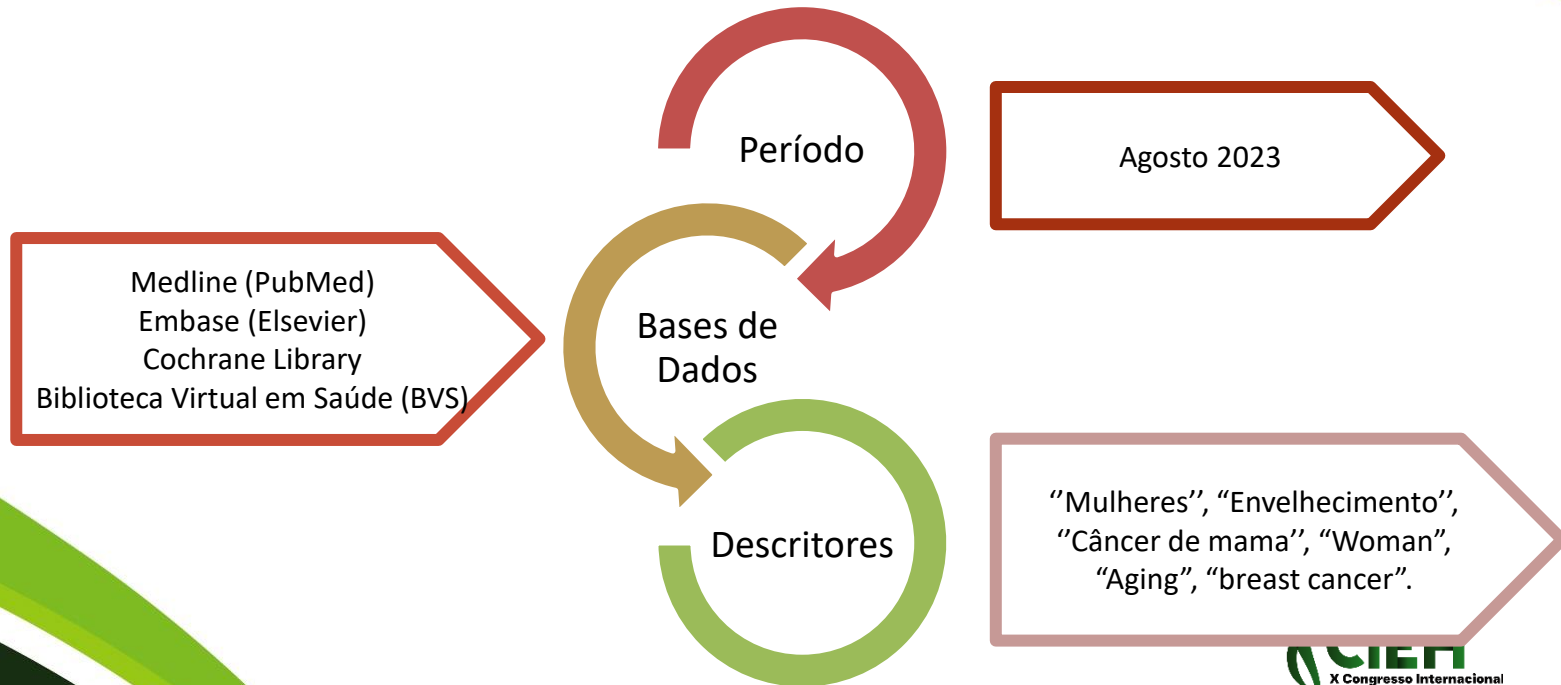 Período
Agosto 2023
Medline (PubMed)
Embase (Elsevier)
Cochrane Library
Biblioteca Virtual em Saúde (BVS)
Bases de
Dados
Descritores
‘’Mulheres’’, “Envelhecimento’’,
‘’Câncer de mama’’, “Woman”,
“Aging”, “breast cancer”.
CIEH
X Congresso Internacional